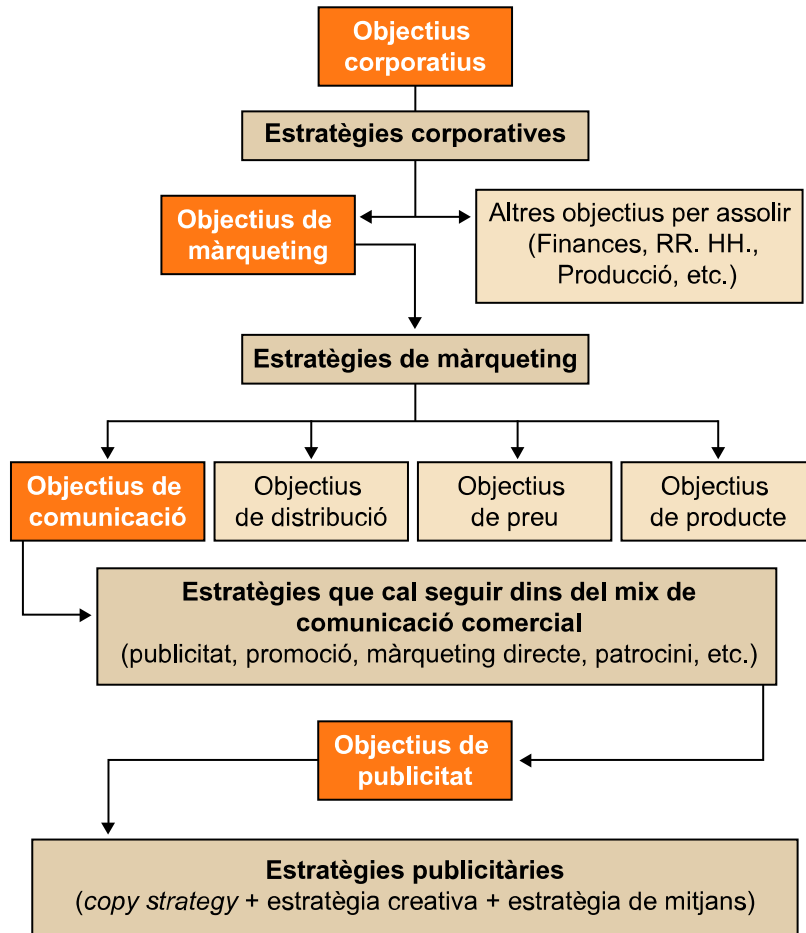 Objectius
corporatius
Estratègies corporatives
Objectius de
màrqueting
Altres objectius per assolir
(Finances, RR. HH.,
Producció, etc.)
Estratègies de màrqueting
Objectius de
comunicació
Objectius
de distribució
Objectius
de preu
Objectius
de producte
Estratègies que cal seguir dins del mix de
comunicació comercial
(publicitat, promoció, màrqueting directe, patrocini, etc.)
Objectius de
publicitat
Estratègies publicitàries
(copy strategy + estratègia creativa + estratègia de mitjans)